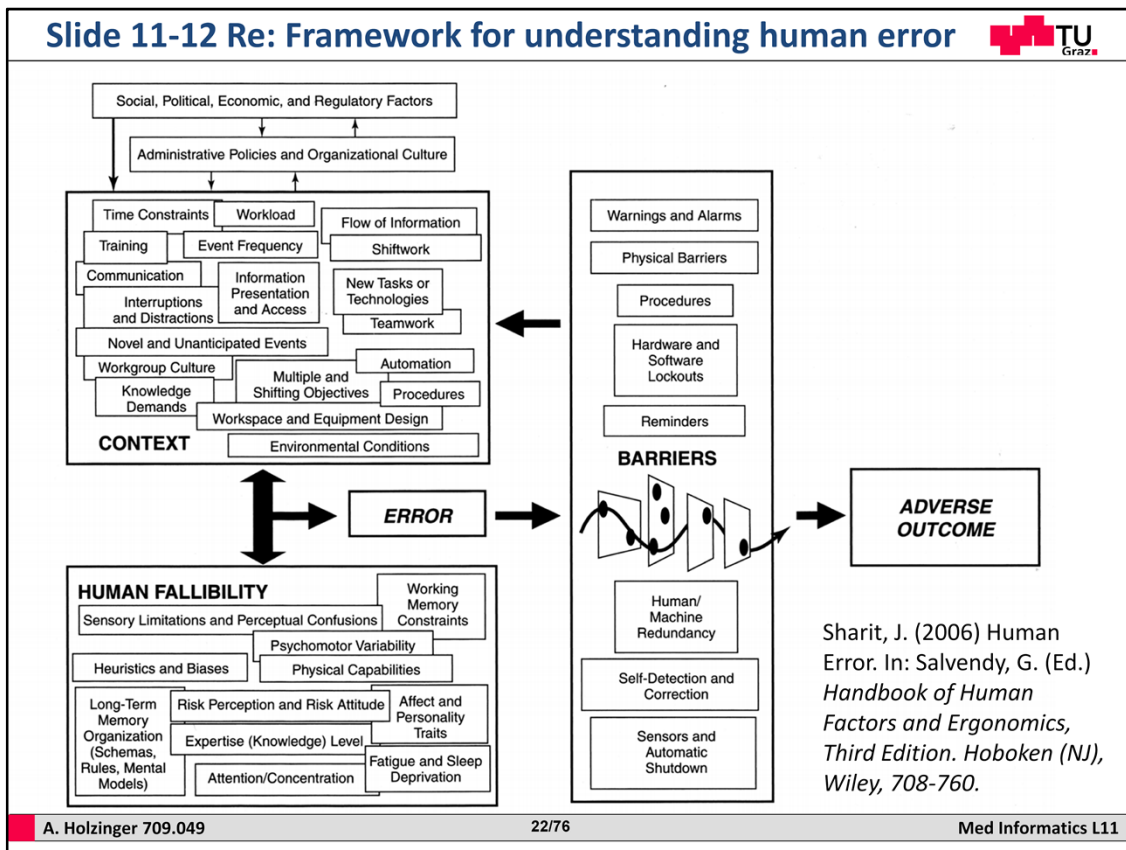 Slide 11-12 Re: Framework for understanding human error
TU
Graz
Social, Political, Economic, and Regulatory Factors
Administrative Policies and Organizational Culture
Time Constraints
Workload
Flow of Information
Training
Event Frequency
Shiftwork
Communication
Information
Presentation
and Access
New Tasks or
Technologies
Interruptions
and Distractions
Teamwork
Novel and Unanticipated Events
Workgroup Culture
Automation
Multiple and
Shifting Objectives
Knowledge
Demands
Procedures
Workspace and Equipment Design
CONTEXT
Environmental Conditions
ERROR
HUMAN FALLIBILITY
Working
Memory
Constraints
Sensory Limitations and Perceptual Confusions
Psychomotor Variability
Heuristics and Biases
Physical Capabilities
Long-Term
Memory
Organization
(Schemas,
Rules, Mental
Models)
Risk Perception and Risk Attitude
Affect and
Personality
Traits
Expertise (Knowledge) Level
Fatigue and Sleep
Deprivation
Attention/Concentration
Warnings and Alarms
Physical Barriers
Procedures
Hardware and
Software
Lockouts
Reminders
BARRIERS
Human/
Machine
Redundancy
Self-Detection and
Correction
Sensors and
Automatic
Shutdown
ADVERSE
OUTCOME
Sharit, J. (2006) Human
Error. In: Salvendy, G. (Ed.)
Handbook of Human
Factors and Ergonomics,
Third Edition. Hoboken (NJ),
Wiley, 708-760.
A. Holzinger 709.049
22/76
Med Informatics L11